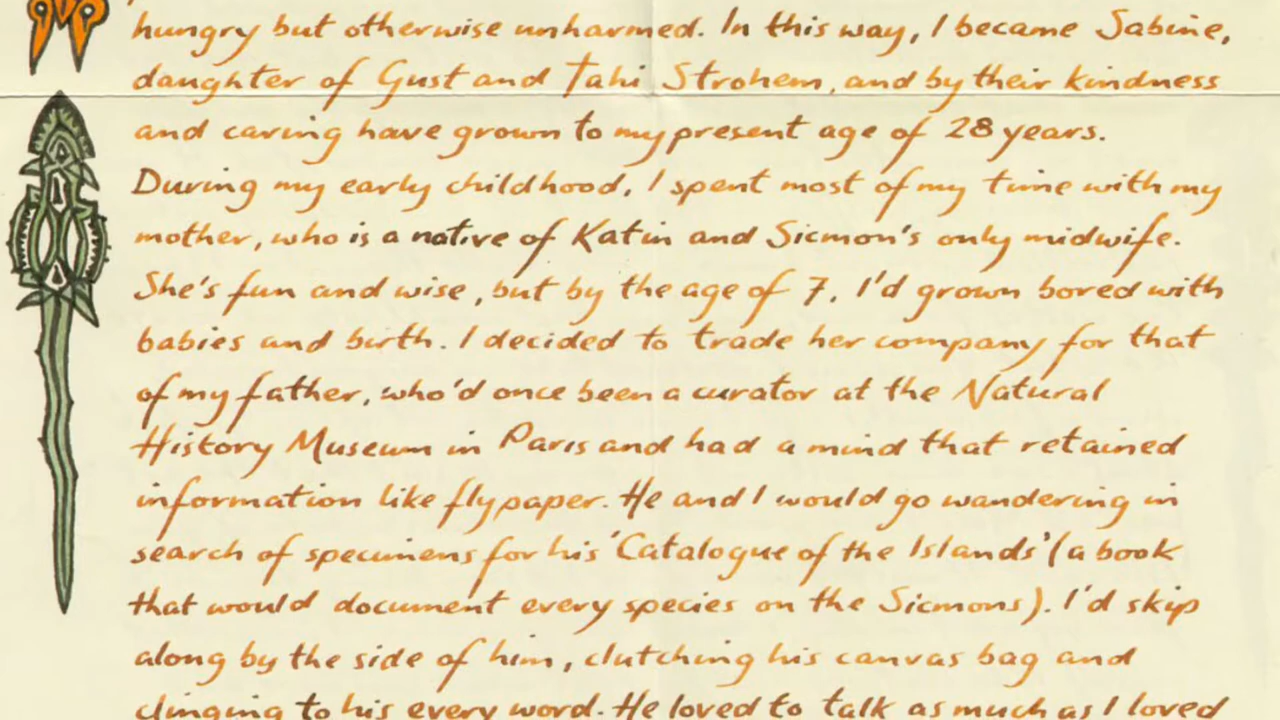 hungry but otherwise unharmed. In this way, I became Sabine,
daughter of Gust and Tahi Strohem, and by their kindness
and caring have grown to my present age of 28 years.
During my early childhood, I spent most of my time with my
mother, who is a native of Katin and Sicmon's only midwife.
She's fun and wise, but by the age of 7, I'd grown bored with
babies and birth. I decided to trade her company for that
of my father, who'd once been a curator at the Natural
History Museum in Paris and had a mind that retained
information like flypaper. He and I would go wandering in
search of specimens for his 'Catalogue of the Islands' (a book
that would document every species on the Sicmons). I'd skip
along by the side of him, clutching his canvas bag and
clinging to his every word. He loved to talk as much as I loved